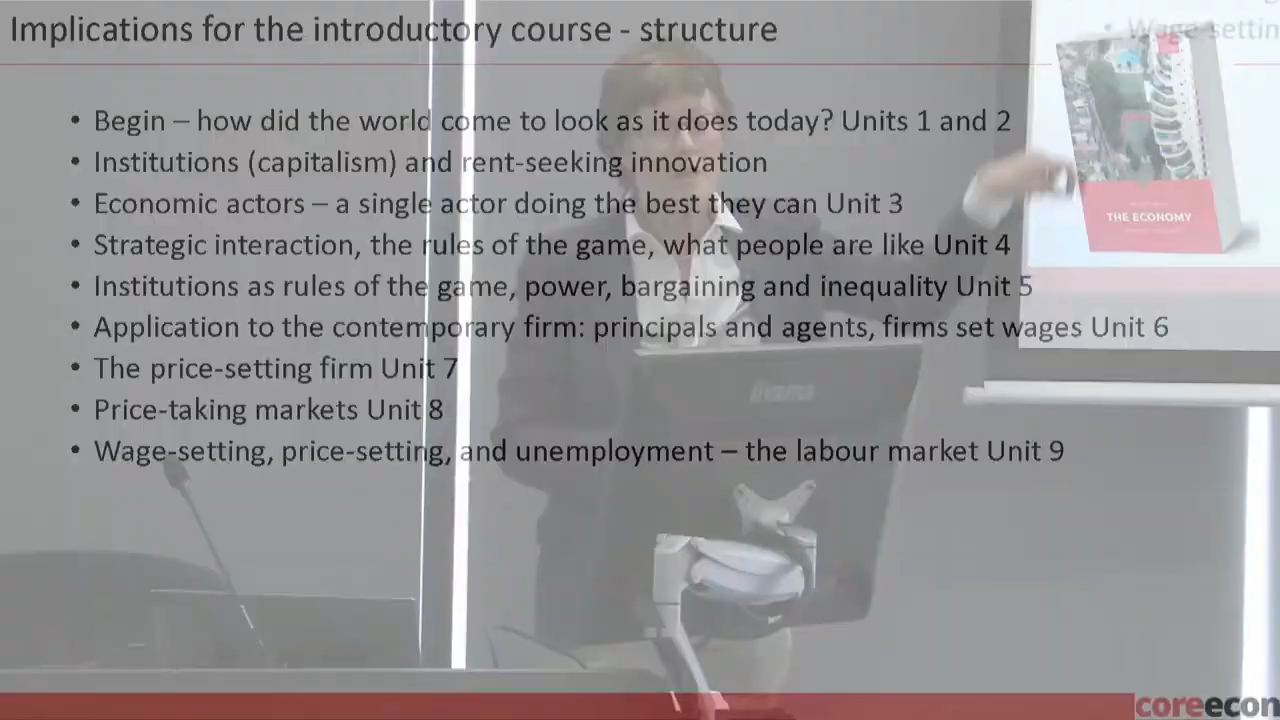 Implications for the introductory course - structure
• Wage-settin
• Begin – how did the world come to look as it does today? Units 1 and 2
• Institutions (capitalism) and rent-seeking innovation
• Economic actors – a single actor doing the best they can Unit 3
THE ECONOMY
• Strategic interaction, the rules of the game, what people are like Unit 4
• Institutions as rules of the game, power, bargaining and inequality Unit 5
• Application to the contemporary firm: principals and agents, firms set wages Unit 6
• The price-setting firm Unit 7
iiyama
• Price-taking markets Unit 8
• Wage-setting, price-setting, and unemployment – the labour market Unit 9
coreecon